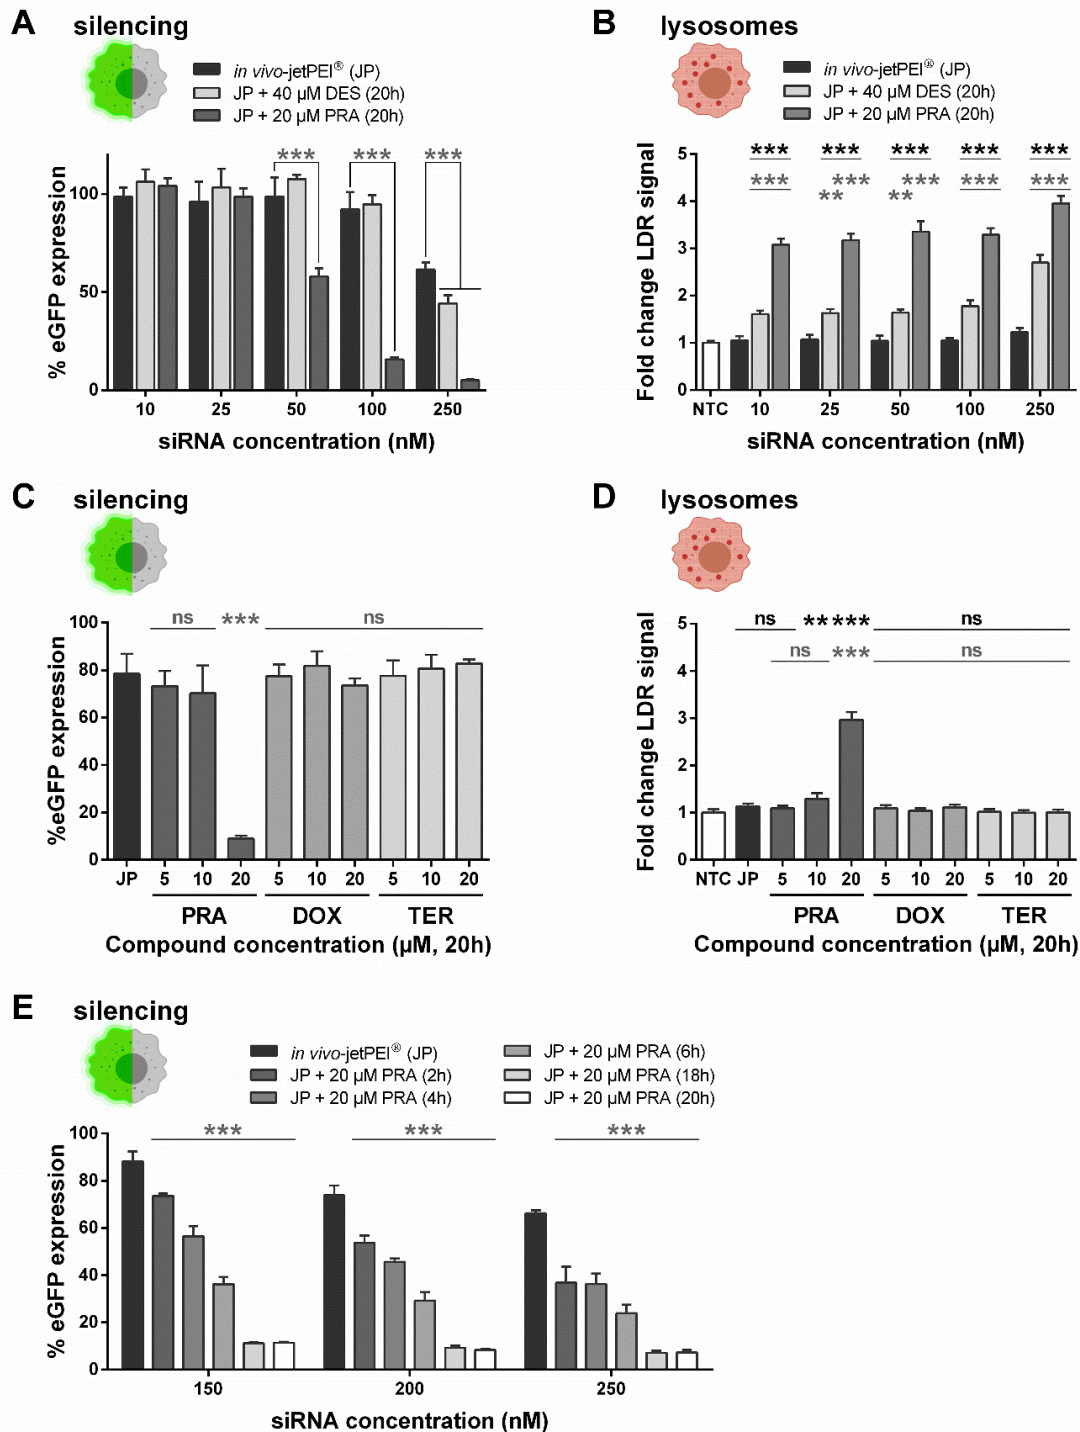 A silencing
in vivo-jetPEI® (JP)
JP + 40 µM DES (20h)
JP + 20 µM PRA (20h)
*** *** ***
% eGFP expression
100
50
0
10 25 50 100 250
siRNA concentration (nM)
B lysosomes
in vivo-jetPEI® (JP)
JP + 40 µM DES (20h)
JP + 20 µM PRA (20h)
*** *** *** *** ***
*** *** *** *** ***
** **
Fold change LDR signal
5
4
3
2
1
0
NTC 10 25 50 100 250
siRNA concentration (nM)
C silencing
ns *** ns
%eGFP expression
100
80
60
40
20
0
JP 5 10 20 5 10 20 5 10 20
PRA DOX TER
Compound concentration (µM, 20h)
D lysosomes
ns ** *** ns
ns *** ns
Fold change LDR signal
5
4
3
2
1
0
NTC JP 5 10 20 5 10 20 5 10 20
PRA DOX TER
Compound concentration (µM, 20h)
E silencing
in vivo-jetPEI® (JP)
JP + 20 µM PRA (2h)
JP + 20 µM PRA (4h)
JP + 20 µM PRA (6h)
JP + 20 µM PRA (18h)
JP + 20 µM PRA (20h)
*** *** ***
% eGFP expression
100
80
60
40
20
0
150 200 250
siRNA concentration (nM)